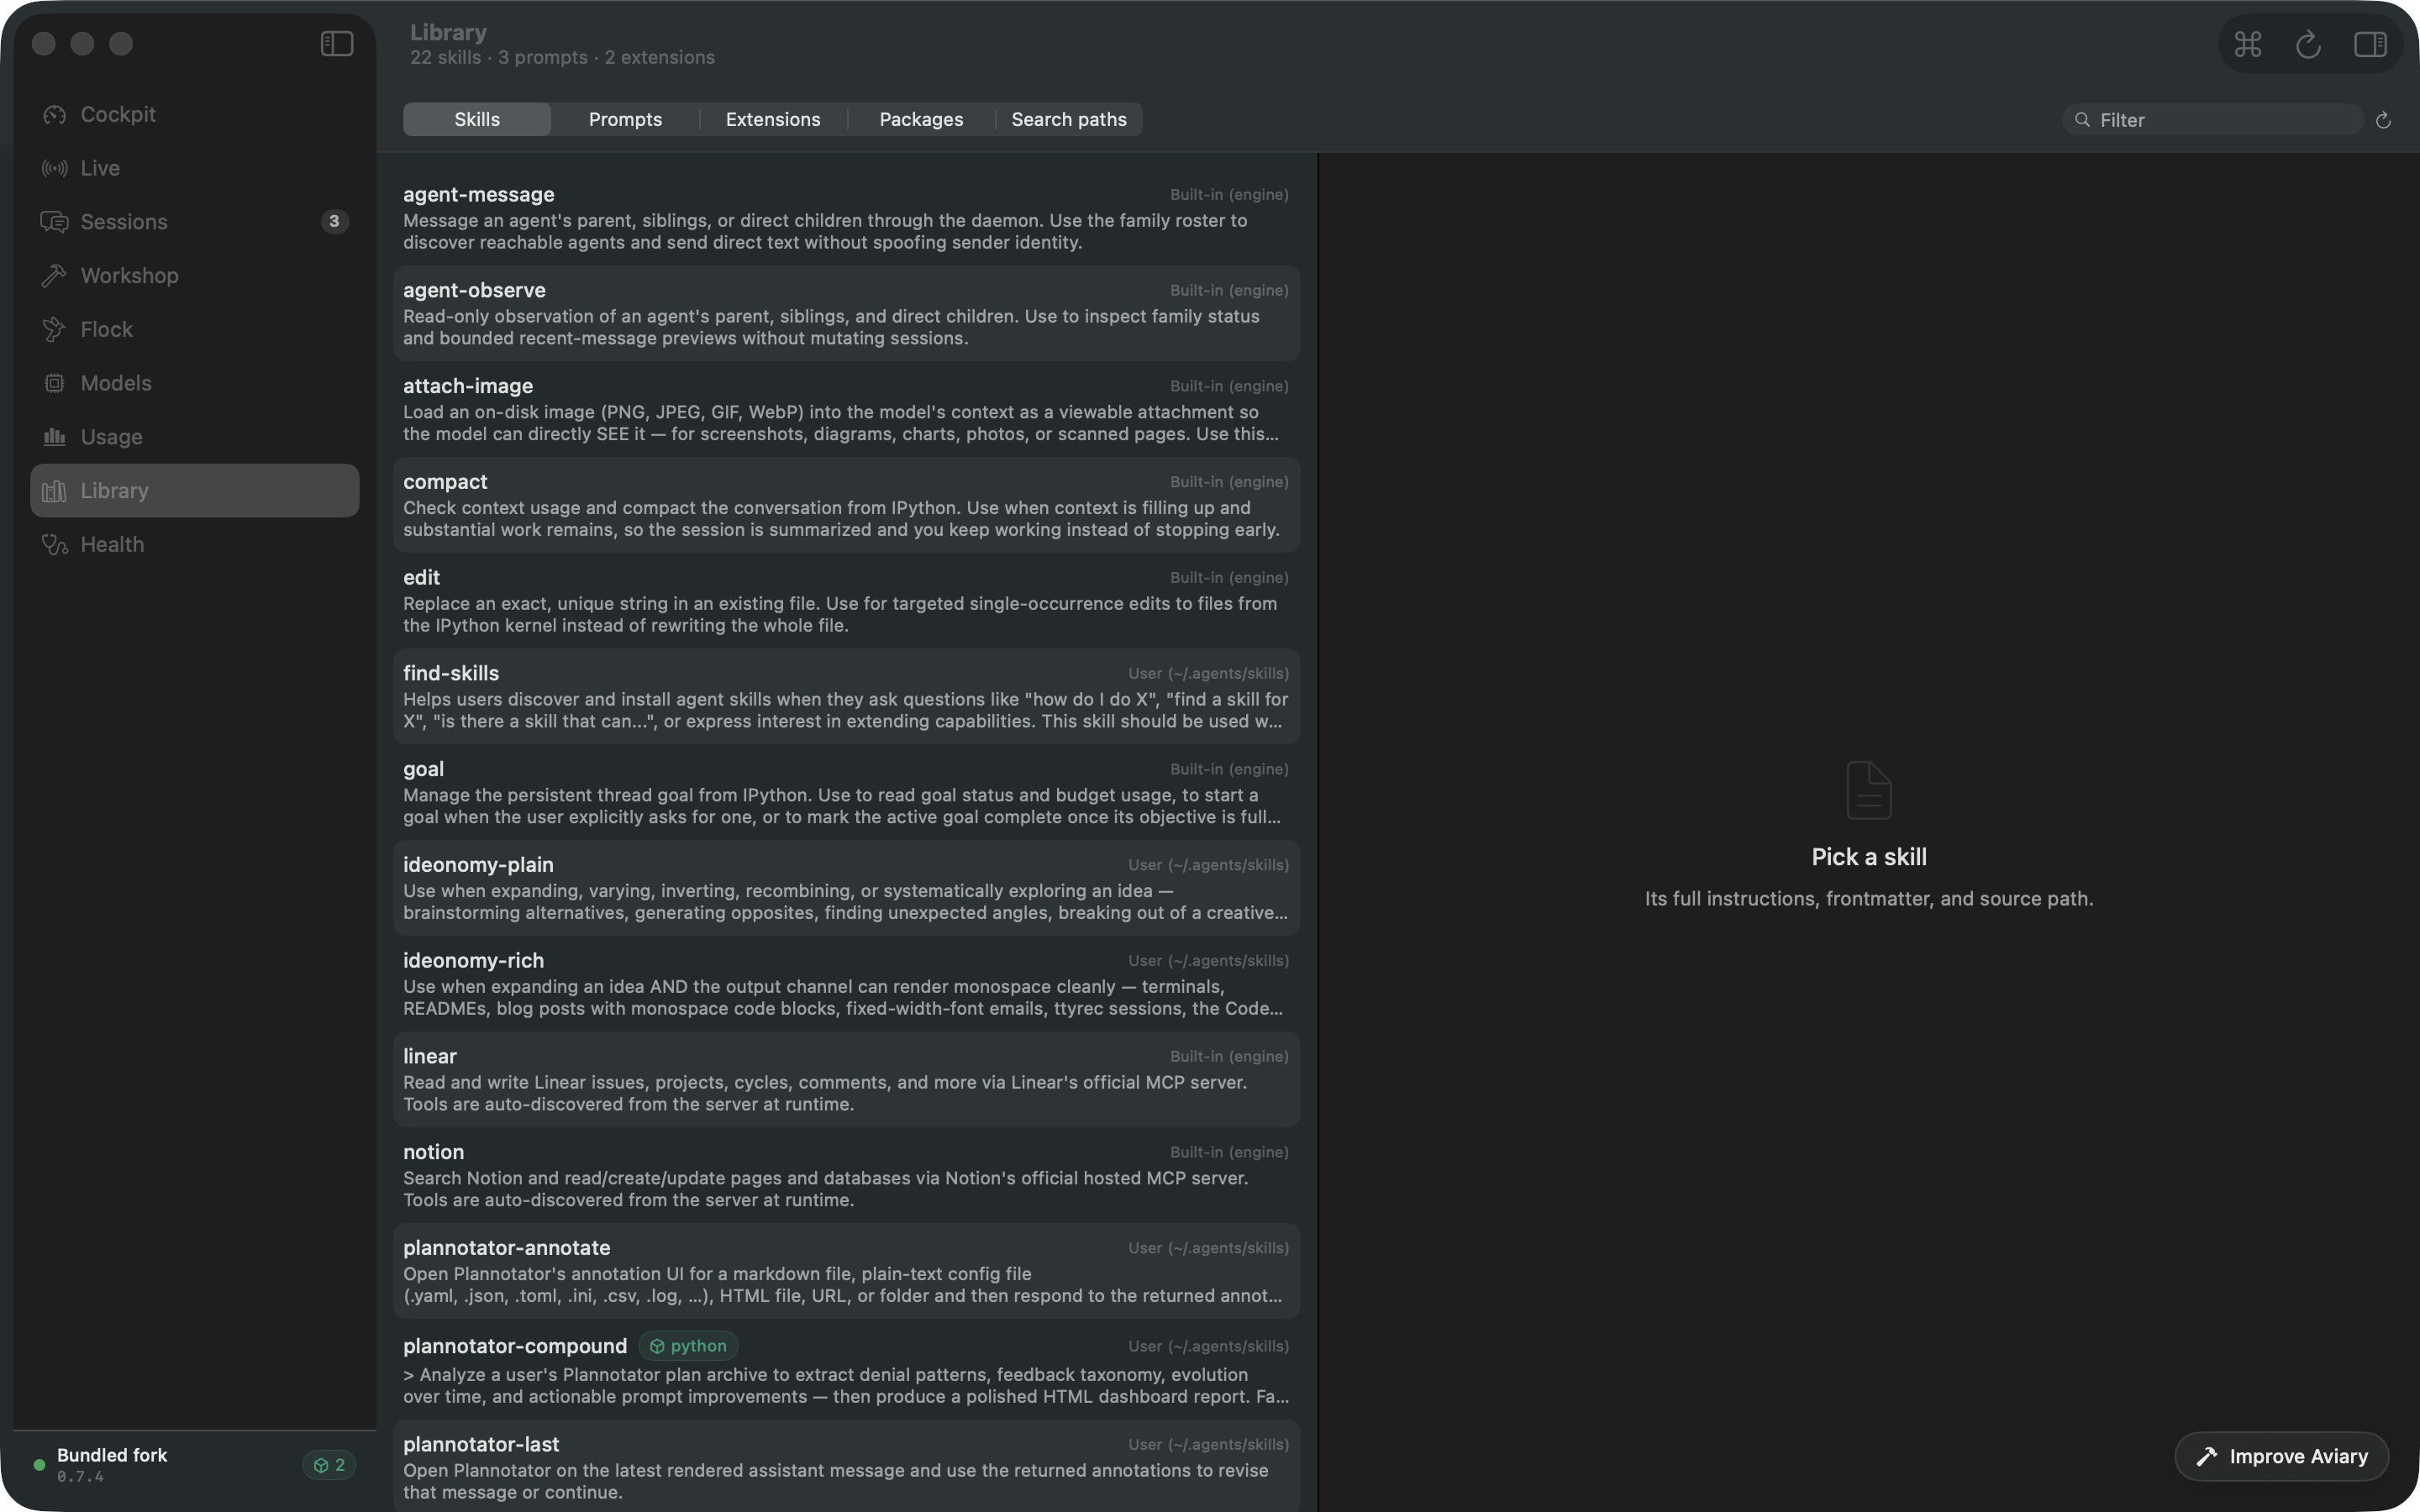 Library
22 skills · 3 prompts · 2 extensions
Cockpit
Live
Sessions
3
Workshop
Flock
Models
Usage
Library
Health
Bundled fork
0.7.4
2
Skills
Prompts
Extensions
Packages
Search paths
Filter
agent-message
Built-in (engine)
Message an agent's parent, siblings, or direct children through the daemon. Use the family roster to
discover reachable agents and send direct text without spoofing sender identity.
agent-observe
Built-in (engine)
Read-only observation of an agent's parent, siblings, and direct children. Use to inspect family status
and bounded recent-message previews without mutating sessions.
attach-image
Built-in (engine)
Load an on-disk image (PNG, JPEG, GIF, WebP) into the model's context as a viewable attachment so
the model can directly SEE it — for screenshots, diagrams, charts, photos, or scanned pages. Use this...
compact
Built-in (engine)
Check context usage and compact the conversation from IPython. Use when context is filling up and
substantial work remains, so the session is summarized and you keep working instead of stopping early.
edit
Built-in (engine)
Replace an exact, unique string in an existing file. Use for targeted single-occurrence edits to files from
the IPython kernel instead of rewriting the whole file.
find-skills
User (~/.agents/skills)
Helps users discover and install agent skills when they ask questions like "how do I do X", "find a skill for
X", "is there a skill that can...", or express interest in extending capabilities. This skill should be used w...
goal
Built-in (engine)
Manage the persistent thread goal from IPython. Use to read goal status and budget usage, to start a
goal when the user explicitly asks for one, or to mark the active goal complete once its objective is full...
ideonomy-plain
User (~/.agents/skills)
Use when expanding, varying, inverting, recombining, or systematically exploring an idea —
brainstorming alternatives, generating opposites, finding unexpected angles, breaking out of a creative...
ideonomy-rich
User (~/.agents/skills)
Use when expanding an idea AND the output channel can render monospace cleanly — terminals,
READMEs, blog posts with monospace code blocks, fixed-width-font emails, ttyrec sessions, the Code...
linear
Built-in (engine)
Read and write Linear issues, projects, cycles, comments, and more via Linear's official MCP server.
Tools are auto-discovered from the server at runtime.
notion
Built-in (engine)
Search Notion and read/create/update pages and databases via Notion's official hosted MCP server.
Tools are auto-discovered from the server at runtime.
plannotator-annotate
User (~/.agents/skills)
Open Plannotator's annotation UI for a markdown file, plain-text config file
(.yaml, .json, .toml, .ini, .csv, .log, ...), HTML file, URL, or folder and then respond to the returned annot...
plannotator-compound
python
User (~/.agents/skills)
> Analyze a user's Plannotator plan archive to extract denial patterns, feedback taxonomy, evolution
over time, and actionable prompt improvements — then produce a polished HTML dashboard report. Fa...
plannotator-last
User (~/.agents/skills)
Open Plannotator on the latest rendered assistant message and use the returned annotations to revise
that message or continue.
Pick a skill
Its full instructions, frontmatter, and source path.
Improve Aviary